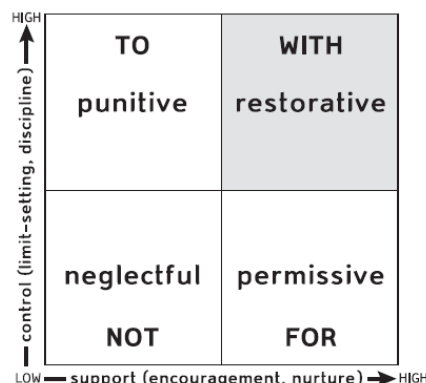 HIGH
TO
WITH
punitive
restorative
control (limit-setting, discipline)
neglectful
permissive
NOT
FOR
LOW
support (encouragement, nurture)
HIGH